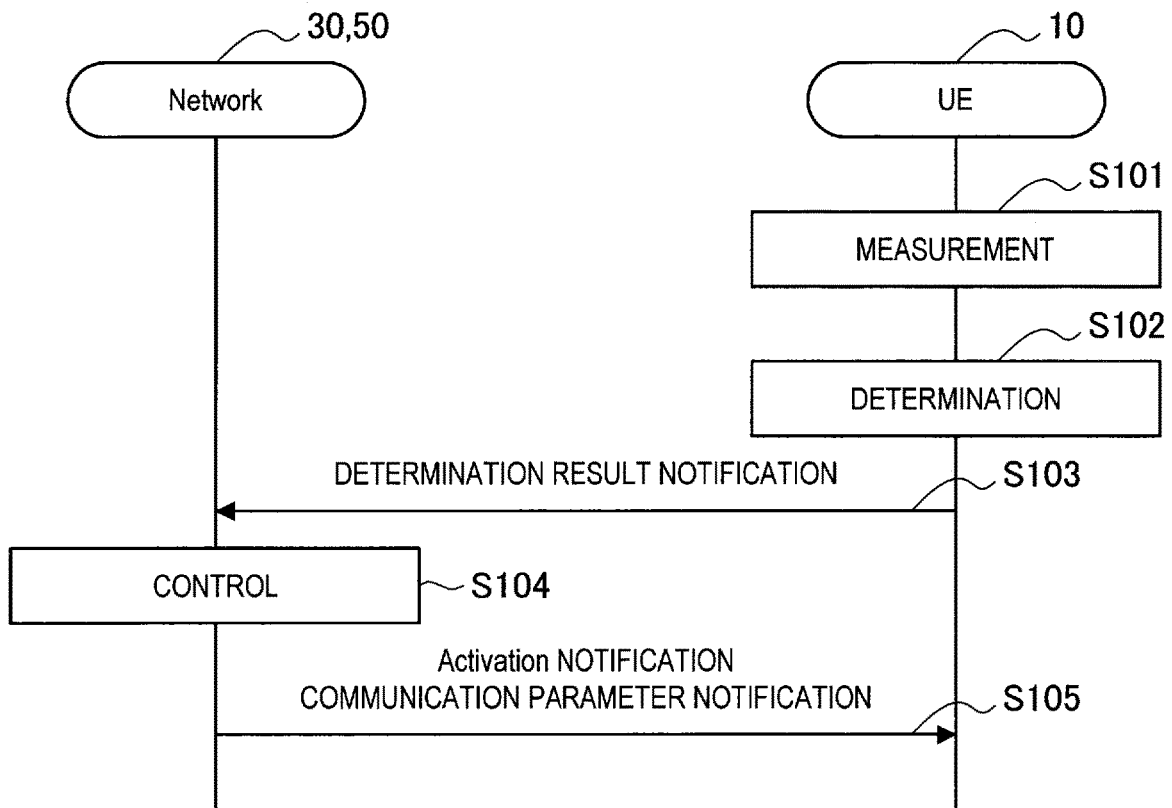 30,50
10
Network
UE
S101
MEASUREMENT
S102
DETERMINATION
DETERMINATION RESULT NOTIFICATION
S103
CONTROL
S104
Activation NOTIFICATION
COMMUNICATION PARAMETER NOTIFICATION
S105